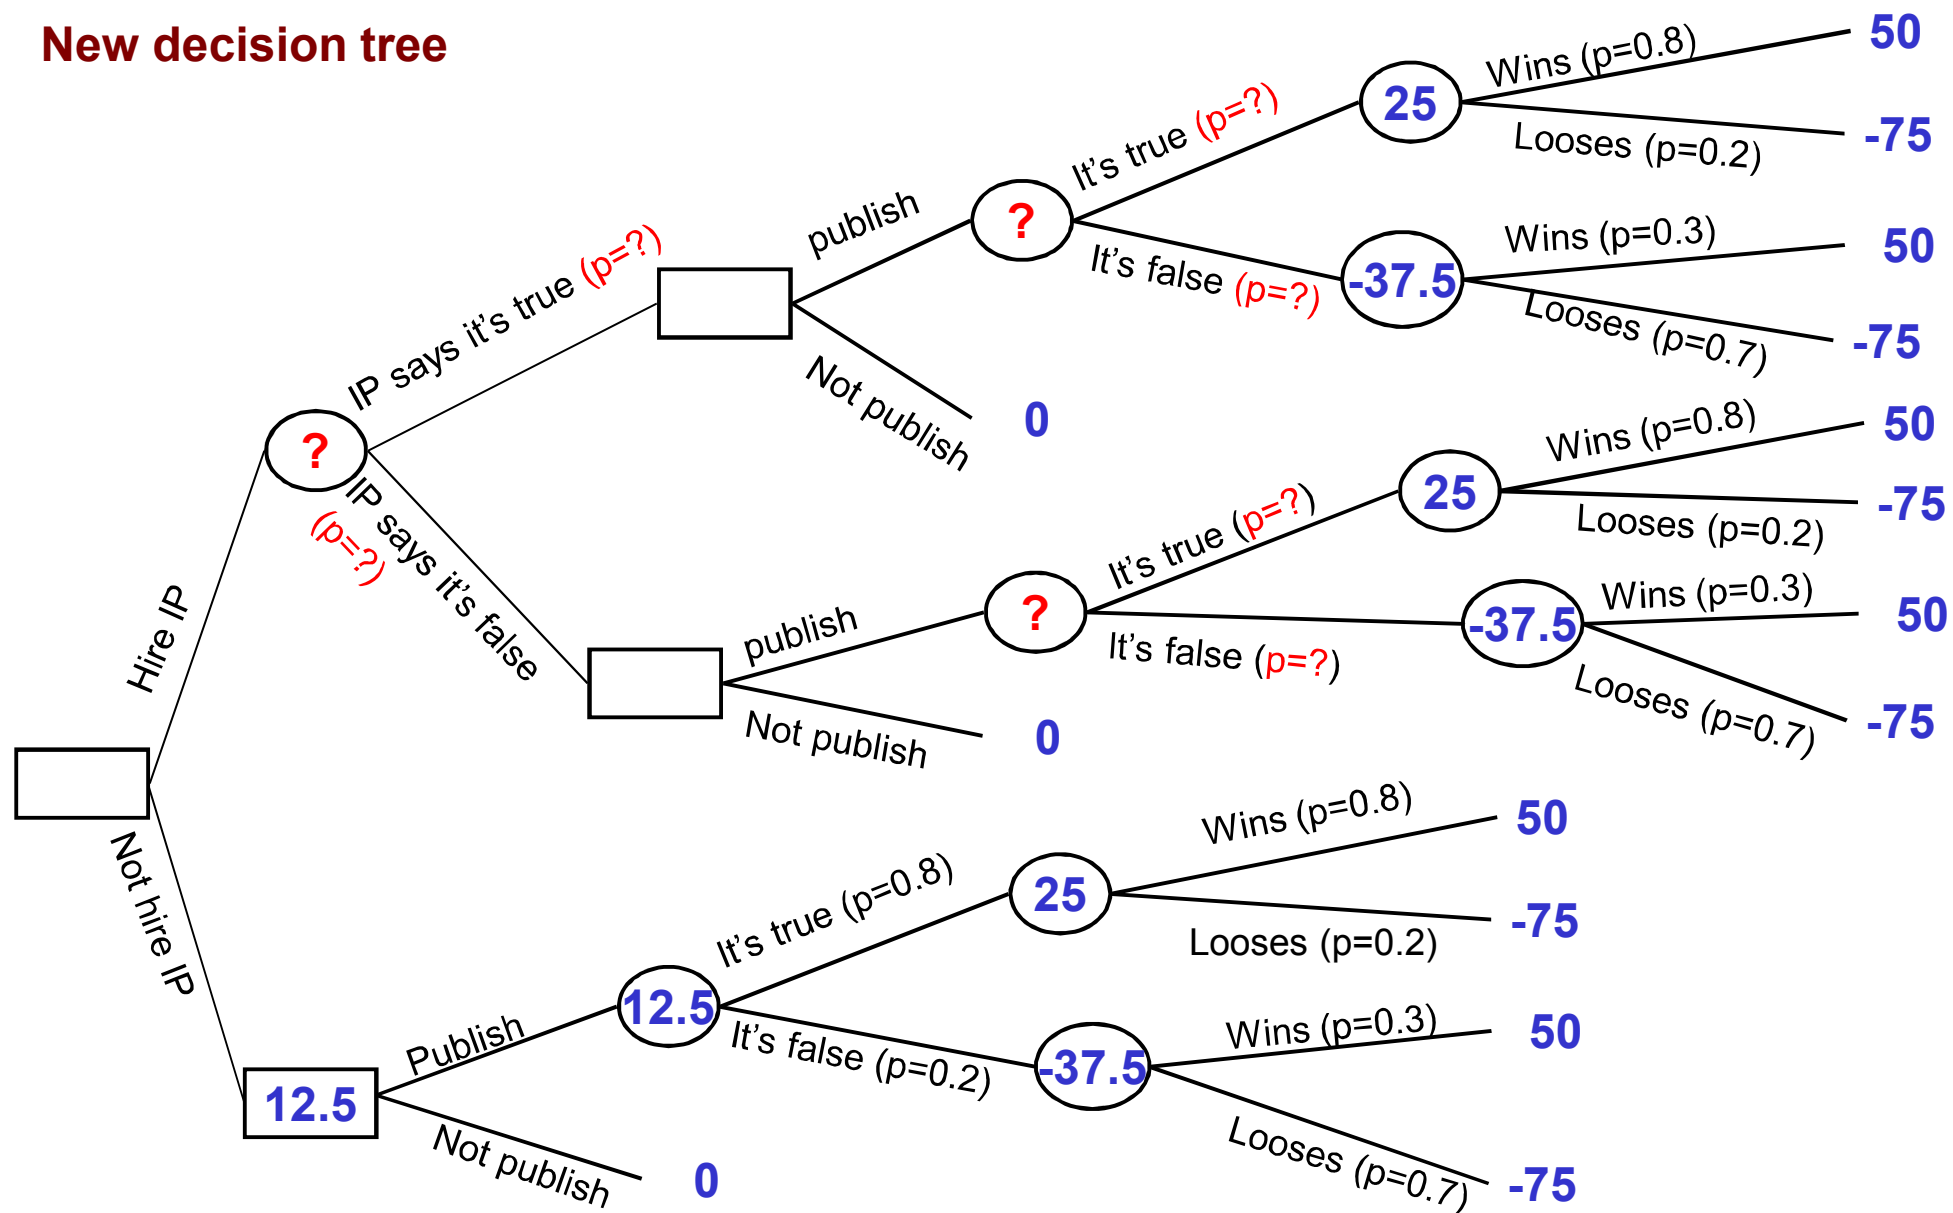 New decision tree
Hire IP
Not hire IP
?
IP says it's true (p=?)
IP says it's false
(p=?)
publish
Not publish
0
?
It's true (p=?)
It's false (p=?)
25
Wins (p=0.8)
50
Looses (p=0.2)
-75
-37.5
Wins (p=0.3)
50
Looses (p=0.7)
-75
publish
Not publish
0
?
It's true (p=?)
It's false (p=?)
25
Wins (p=0.8)
50
Looses (p=0.2)
-75
-37.5
Wins (p=0.3)
50
Looses (p=0.7)
-75
12.5
Publish
Not publish
0
12.5
It's true (p=0.8)
It's false (p=0.2)
25
Wins (p=0.8)
50
Looses (p=0.2)
-75
-37.5
Wins (p=0.3)
50
Looses (p=0.7)
-75